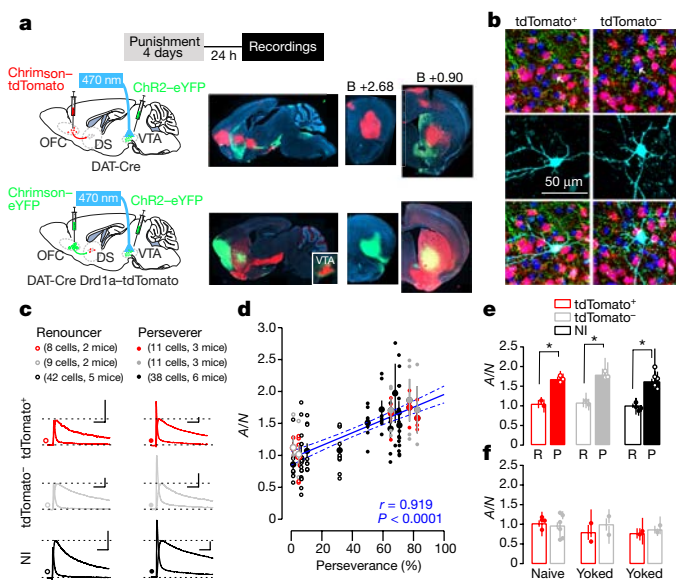 a
Punishment
4 days
24 h
Recordings
Chrimson–
tdTomato
470 nm
ChR2–eYFP
OFC
DS
VTA
DAT-Cre
B +2.68
B +0.90
Chrimson–
eYFP
470 nm
ChR2–eYFP
OFC
DS
VTA
DAT-Cre Drd1a–tdTomato
VTA
b
tdTomato⁺
tdTomato⁻
50 μm
c
Renouncer
Perseverer
(8 cells, 2 mice)
(11 cells, 3 mice)
(9 cells, 2 mice)
(11 cells, 3 mice)
(42 cells, 5 mice)
(38 cells, 6 mice)
tdTomato⁺
tdTomato⁻
NI
d
A/N
3.0
2.5
2.0
1.5
1.0
0.5
0
0 20 40 60 80 100
Perseverance (%)
r = 0.919
P < 0.0001
e
tdTomato⁺
tdTomato⁻
NI
A/N
2.5
2.0
1.5
1.0
0.5
0
* * *
R P R P R P
f
A/N
2.0
1.5
1.0
0.5
0
Naive Yoked Yoked